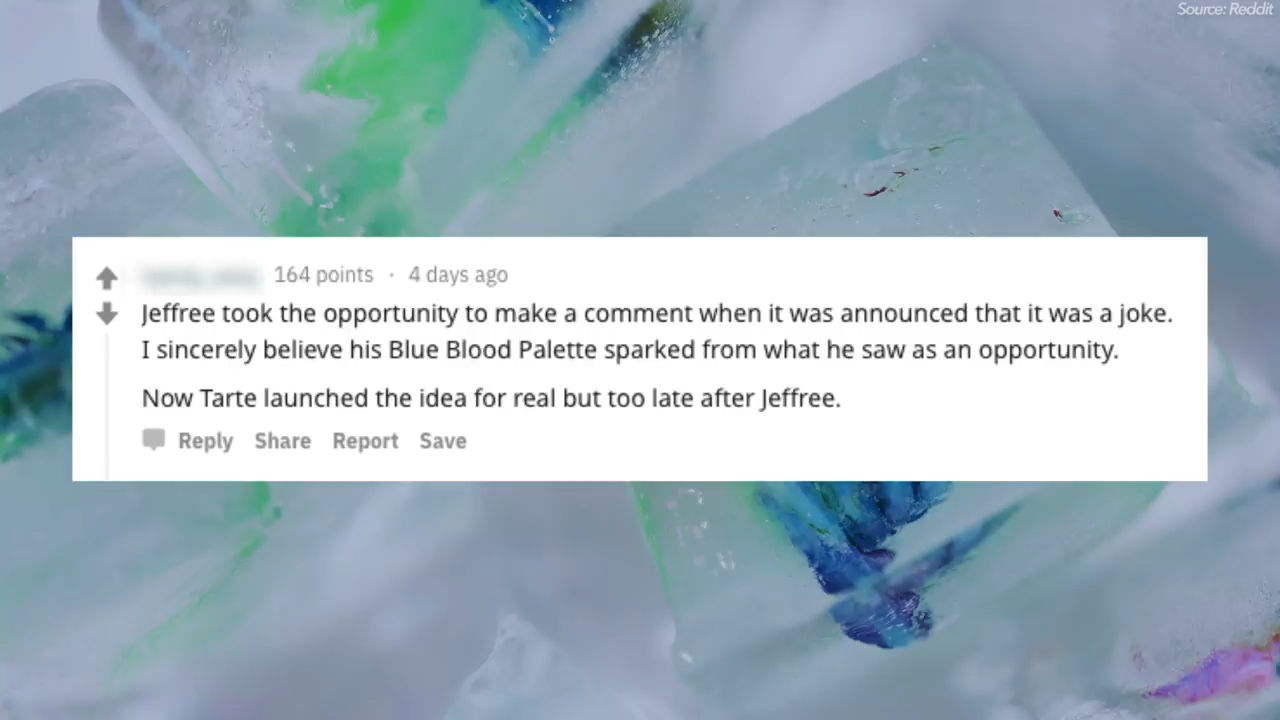 Source: Reddit
164 points · 4 days ago
Jeffree took the opportunity to make a comment when it was announced that it was a joke.
I sincerely believe his Blue Blood Palette sparked from what he saw as an opportunity.
Now Tarte launched the idea for real but too late after Jeffree.
Reply Share Report Save